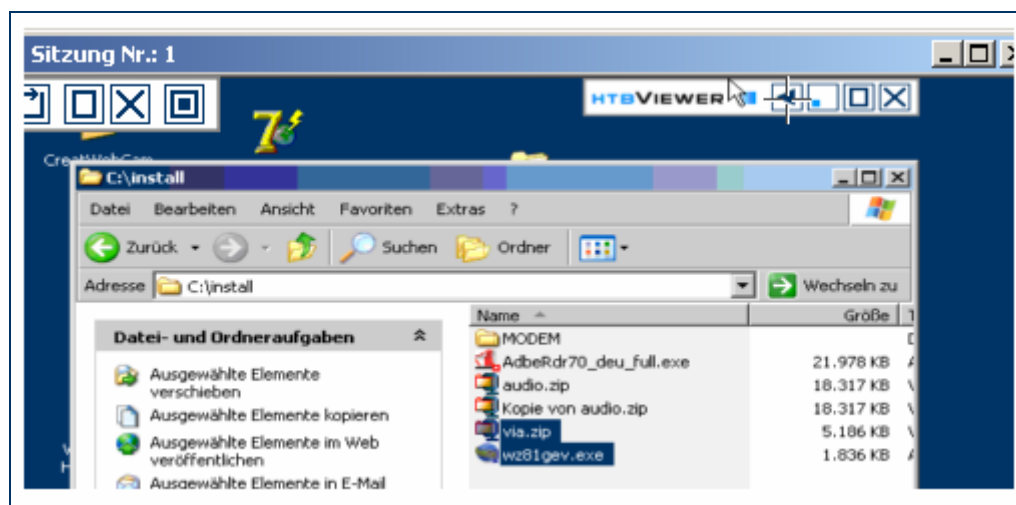 Sitzung Nr.: 1
HTBVIEWER
C:\install
Datei Bearbeiten Ansicht Favoriten Extras ?
Zurück Suchen Ordner
Adresse C:\install Wechseln zu
Name Größe
Datei- und Ordneraufgaben
MODEM
AdbeRdr70_deu_full.exe 21.978 KB
Ausgewählte Elemente verschieben
audio.zip 18.317 KB
Kopie von audio.zip 18.317 KB
Ausgewählte Elemente kopieren
via.zip 5.186 KB
Ausgewählte Elemente im Web
veröffentlichen
wz81gev.exe 1.836 KB
Ausgewählte Elemente in E-Mail